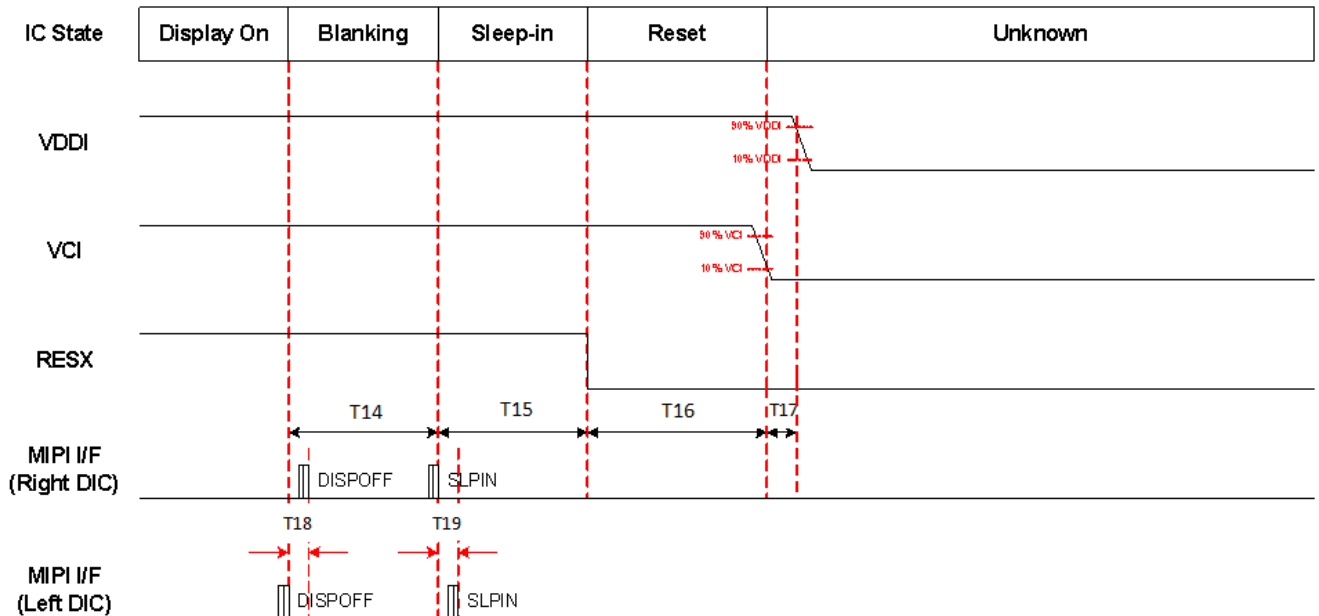 IC State Display On Blanking Sleep-in Reset Unknown
VDDI
90% VDDI
10% VDDI
VCI
90% VCI
10% VCI
RESX
T14 T15 T16 T17
MIPI I/F
(Right DIC)
DISPOFF SLPIN
T18 T19
MIPI I/F
(Left DIC)
DISPOFF SLPIN